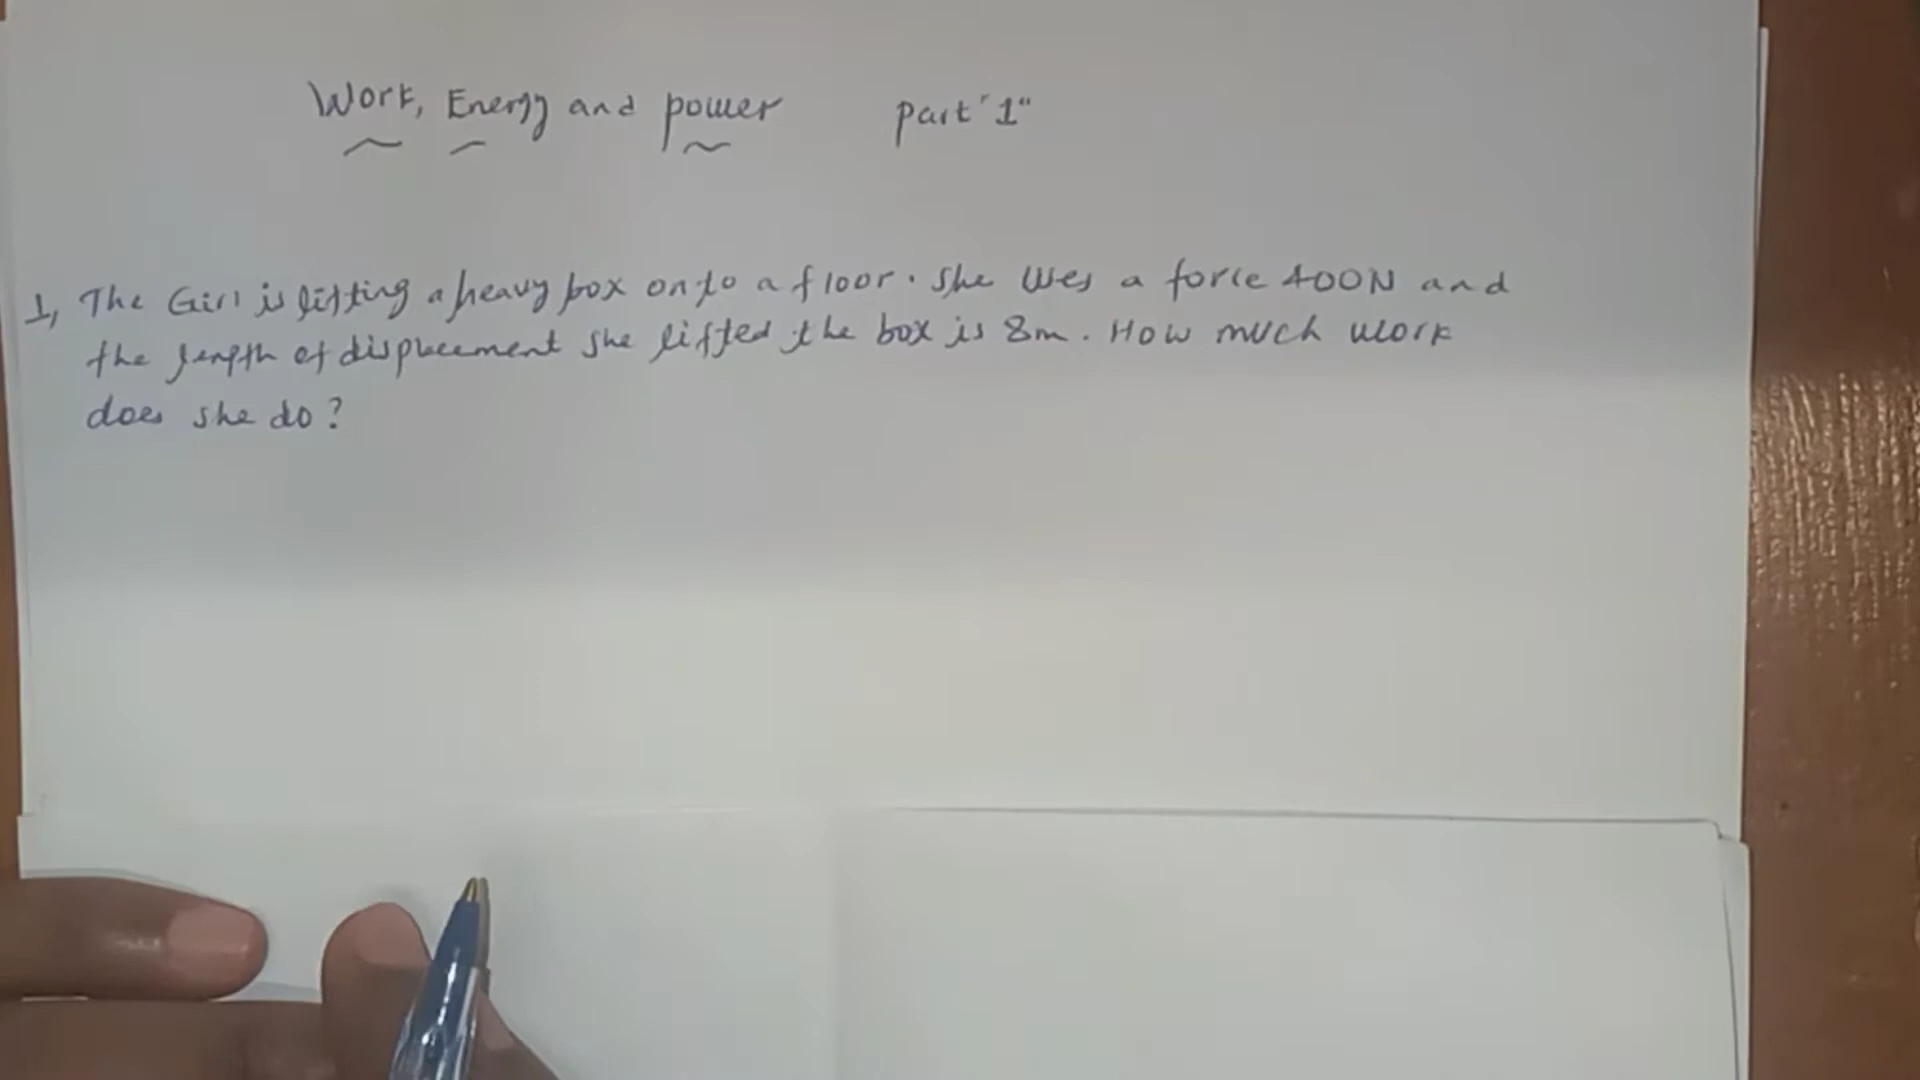 Work, Energy and power part "1"
1, The Girl is lifting a heavy box onto a floor. She uses a force 400N and
the length of displacement she lifted the box is 8m. How much work
does she do?